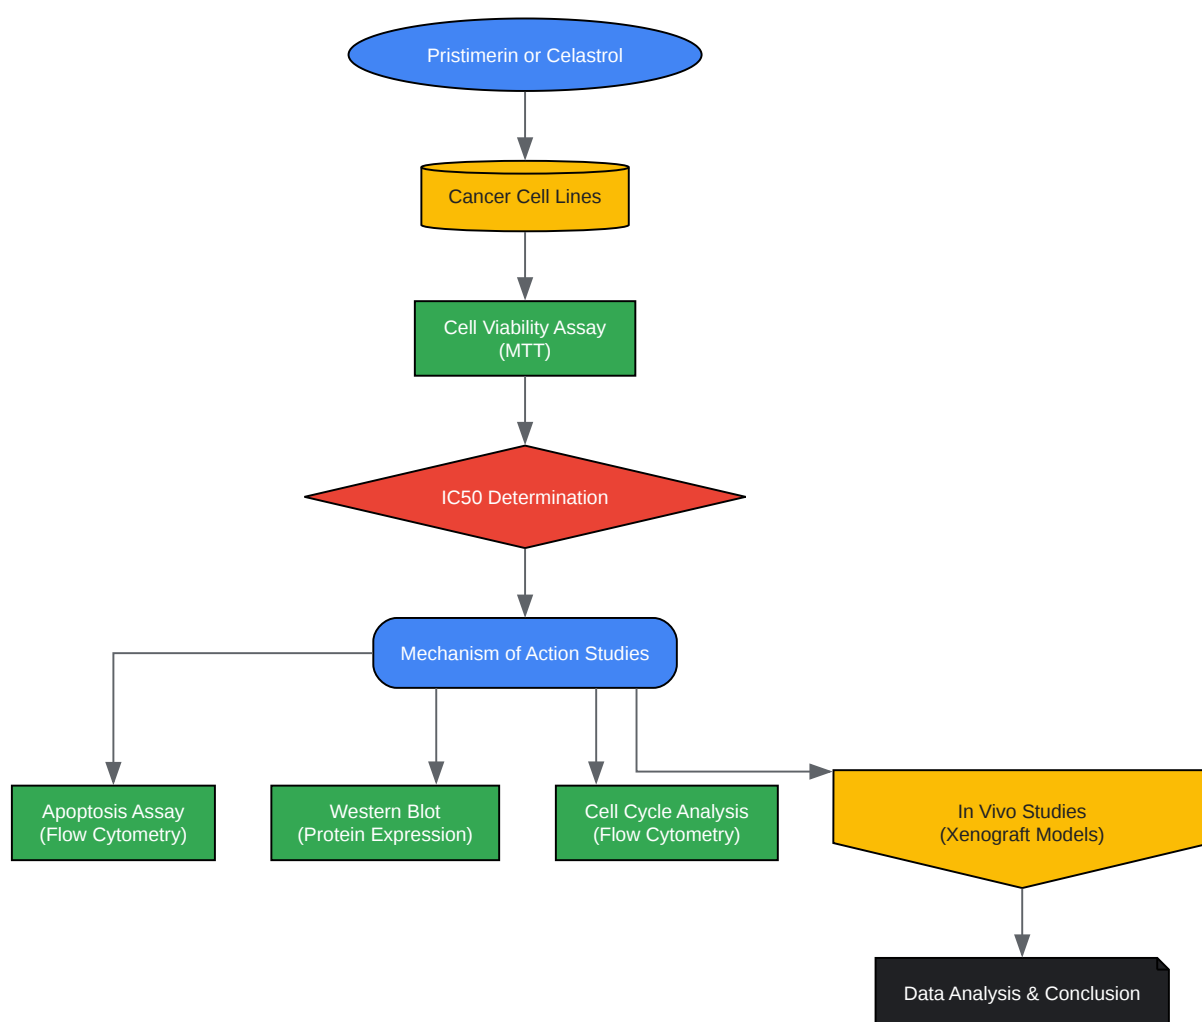 Pristimerin or Celastrol
Cancer Cell Lines
Cell Viability Assay
(MTT)
IC50 Determination
Mechanism of Action Studies
Apoptosis Assay
(Flow Cytometry)
Western Blot
(Protein Expression)
Cell Cycle Analysis
(Flow Cytometry)
In Vivo Studies
(Xenograft Models)
Data Analysis & Conclusion